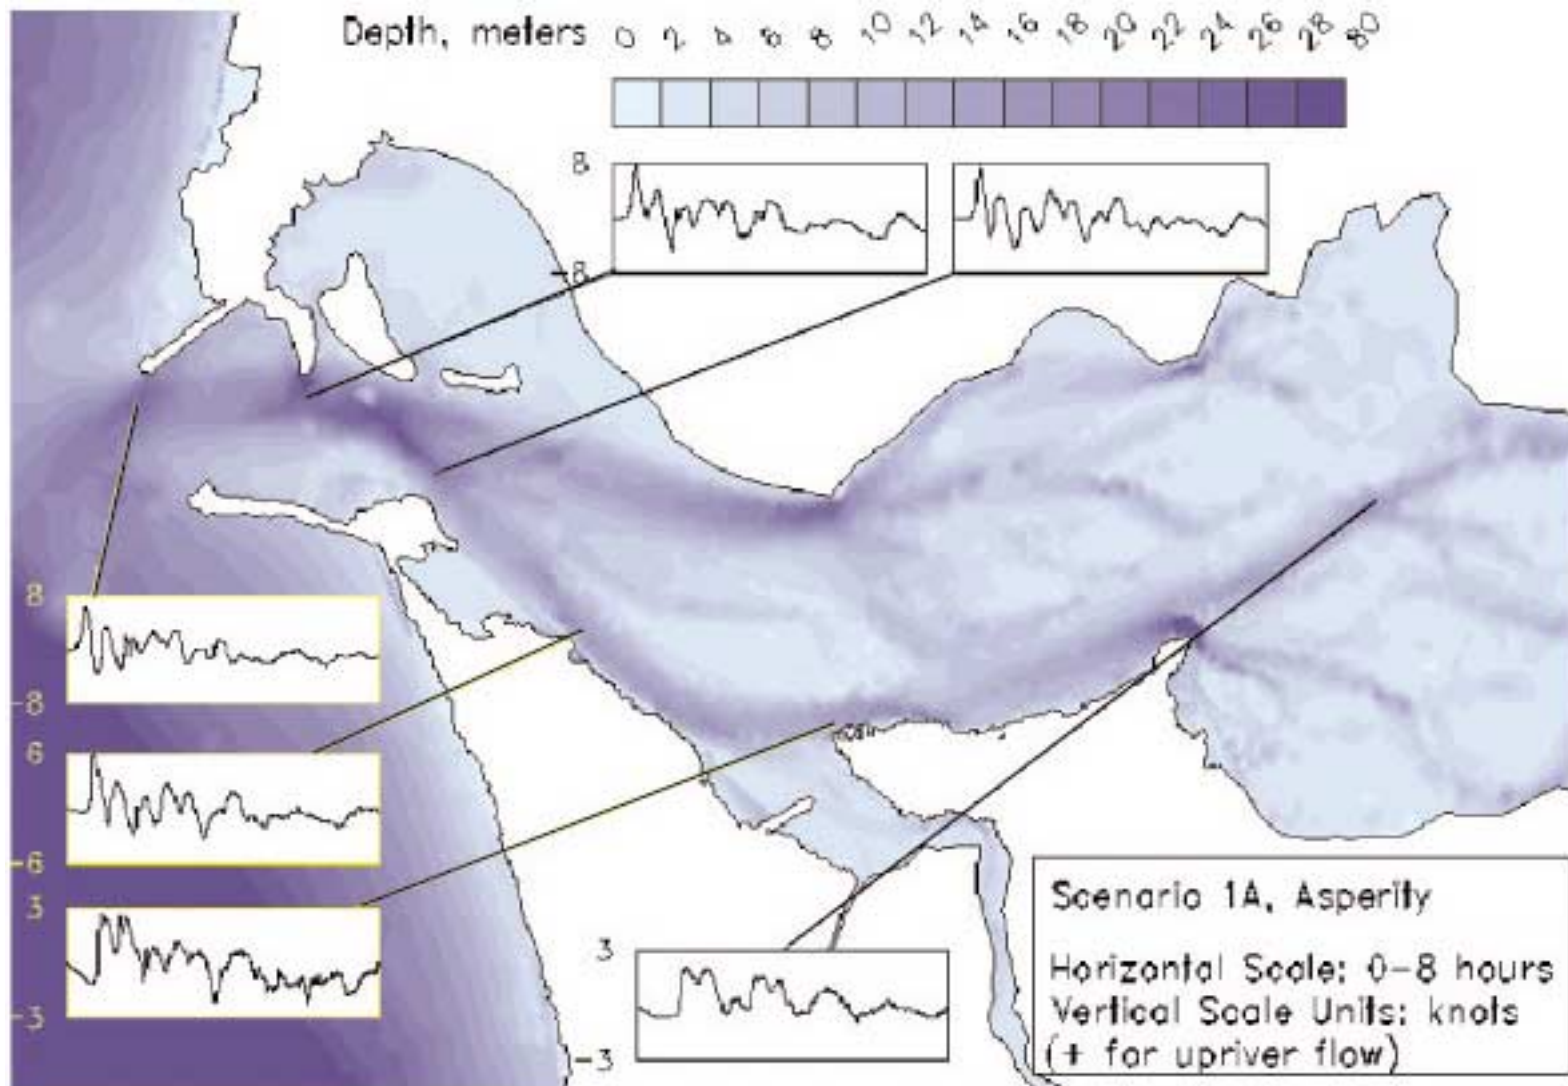 Depth, meters 0 2 4 6 8 10 12 14 16 18 20 22 24 26 28 80
8
-8
8
-8
6
-6
3
-3
3
-3
Scenario 1A, Asperity
Horizontal Scale: 0-8 hours
Vertical Scale Units: knots
(+ for upriver flow)